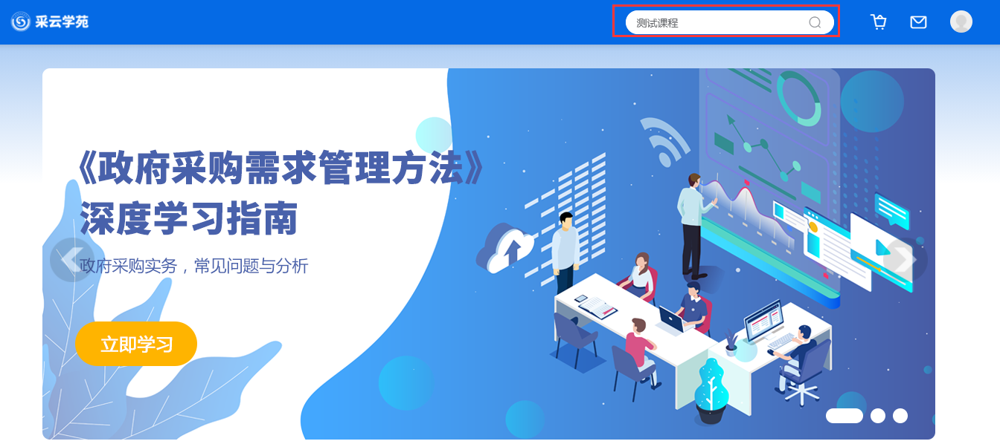 采云学苑
测试课程
《政府采购需求管理方法》
深度学习指南
政府采购实务，常见问题与分析
立即学习